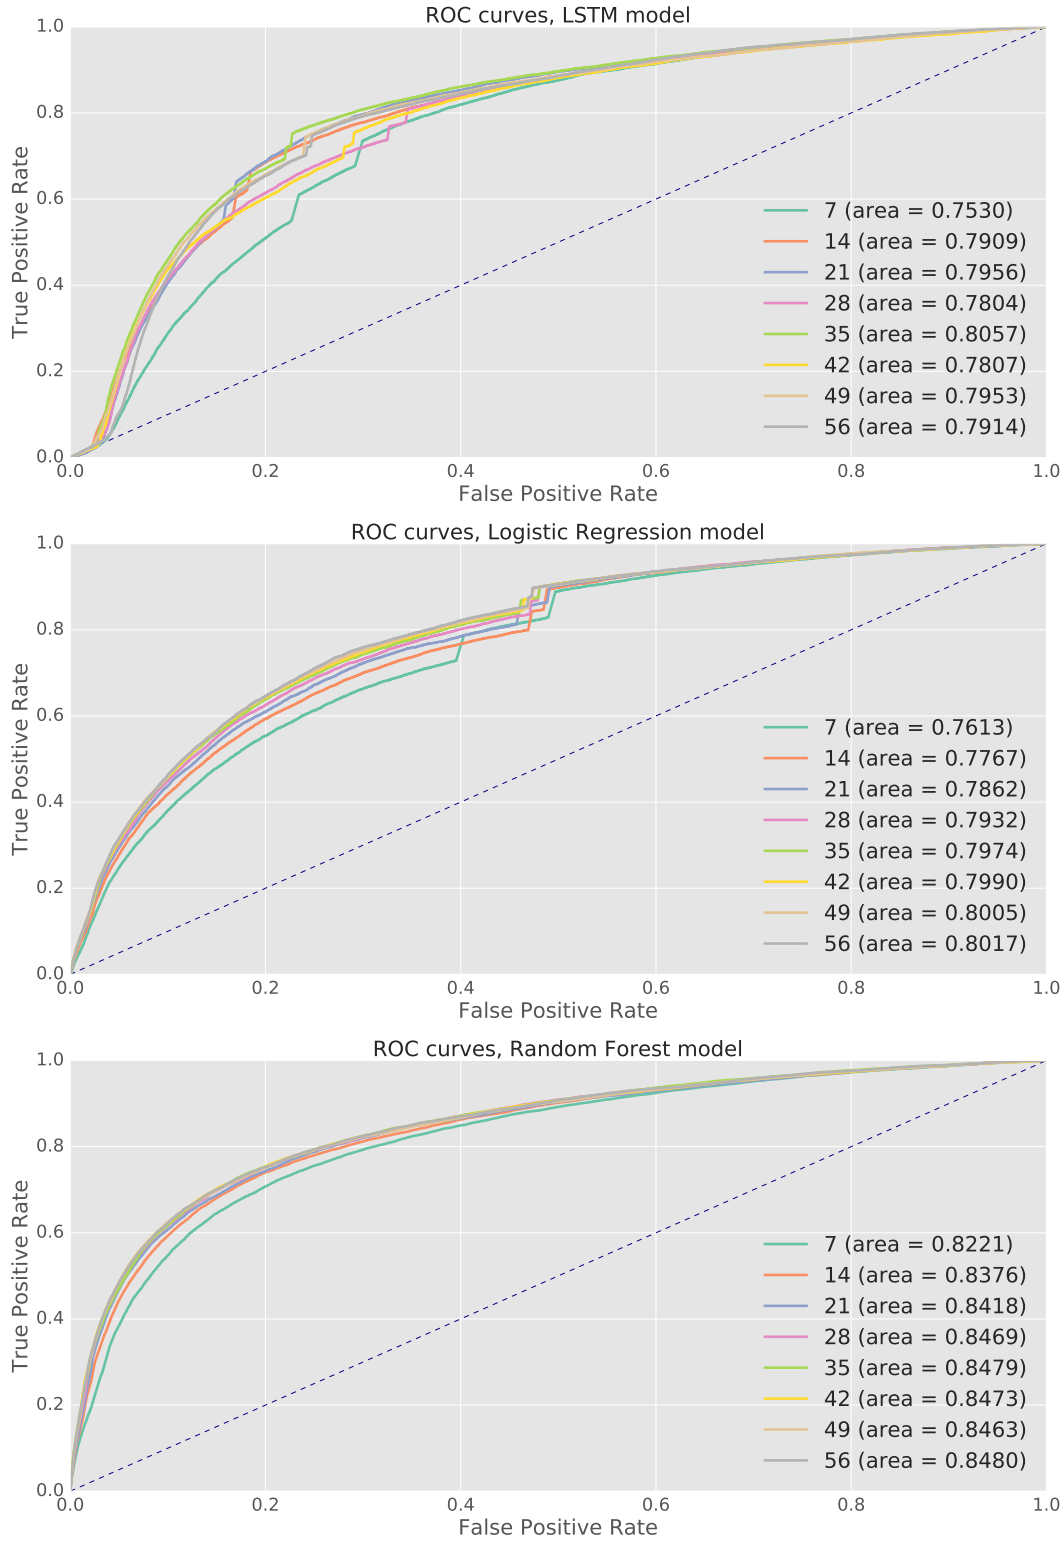 ROC curves, LSTM model
1.0
0.8
0.6
0.4
0.2
0.0
True Positive Rate
7 (area = 0.7530)
14 (area = 0.7909)
21 (area = 0.7956)
28 (area = 0.7804)
35 (area = 0.8057)
42 (area = 0.7807)
49 (area = 0.7953)
56 (area = 0.7914)
0.0 0.2 0.4 0.6 0.8 1.0
False Positive Rate
ROC curves, Logistic Regression model
1.0
0.8
0.6
0.4
0.2
0.0
True Positive Rate
7 (area = 0.7613)
14 (area = 0.7767)
21 (area = 0.7862)
28 (area = 0.7932)
35 (area = 0.7974)
42 (area = 0.7990)
49 (area = 0.8005)
56 (area = 0.8017)
0.0 0.2 0.4 0.6 0.8 1.0
False Positive Rate
ROC curves, Random Forest model
1.0
0.8
0.6
0.4
0.2
0.0
True Positive Rate
7 (area = 0.8221)
14 (area = 0.8376)
21 (area = 0.8418)
28 (area = 0.8469)
35 (area = 0.8479)
42 (area = 0.8473)
49 (area = 0.8463)
56 (area = 0.8480)
0.0 0.2 0.4 0.6 0.8 1.0
False Positive Rate